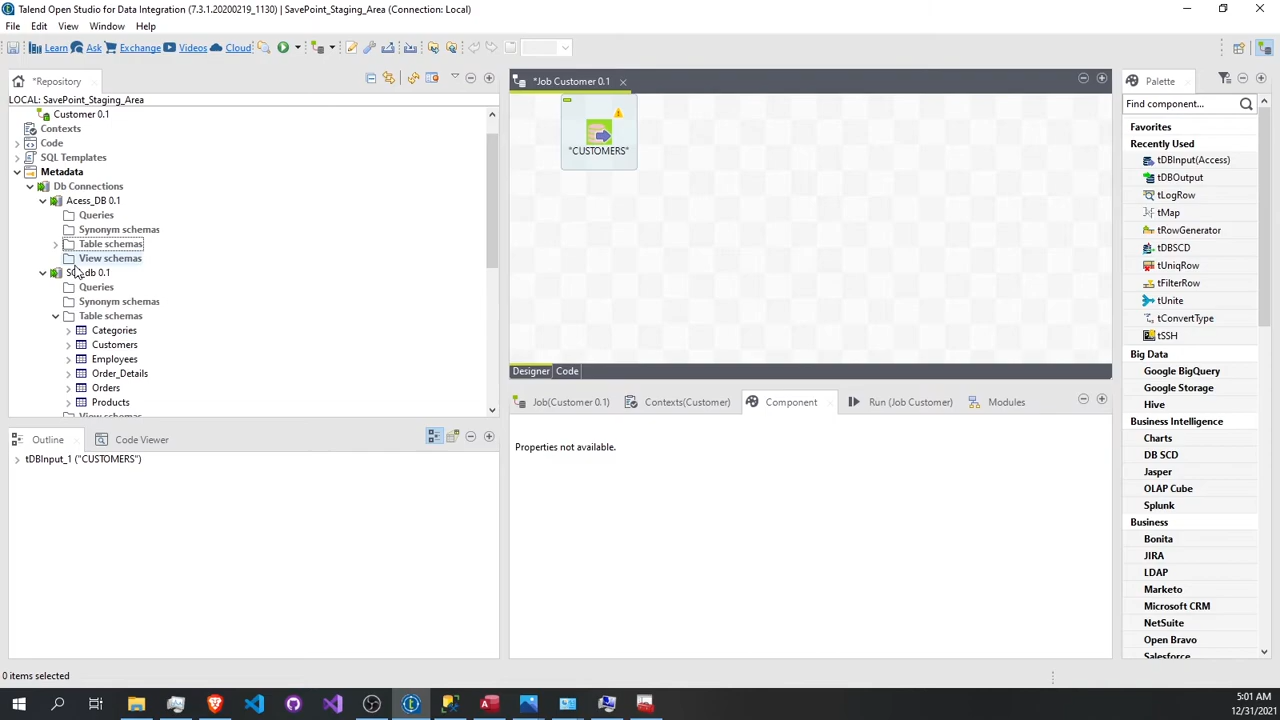 Talend Open Studio for Data Integration (7.3.1.20200219_1130) | SavePoint_Staging_Area (Connection: Local)
File Edit View Window Help
Learn Ask Exchange Videos Cloud
*Repository
LOCAL: SavePoint_Staging_Area
Customer 0.1
Contexts
Code
SQL Templates
Metadata
Db Connections
Acess_DB 0.1
Queries
Synonym schemas
Table schemas
View schemas
db 0.1
Queries
Synonym schemas
Table schemas
Categories
Customers
Employees
Order_Details
Orders
Products
View schemas
Outline Code Viewer
tDBInput_1 ("CUSTOMERS")
0 items selected
*Job Customer 0.1
"CUSTOMERS"
Designer Code
Job(Customer 0.1) Contexts(Customer) Component Run (Job Customer) Modules
Properties not available.
Palette
Find component...
Favorites
Recently Used
tDBInput(Access)
tDBOutput
tLogRow
tMap
tRowGenerator
tDBSCD
tUniqRow
tFilterRow
tUnite
tConvertType
tSSH
Big Data
Google BigQuery
Google Storage
Hive
Business Intelligence
Charts
DB SCD
Jasper
OLAP Cube
Splunk
Business
Bonita
JIRA
LDAP
Marketo
Microsoft CRM
NetSuite
Open Bravo
Salesforce
5:01 AM
12/31/2021